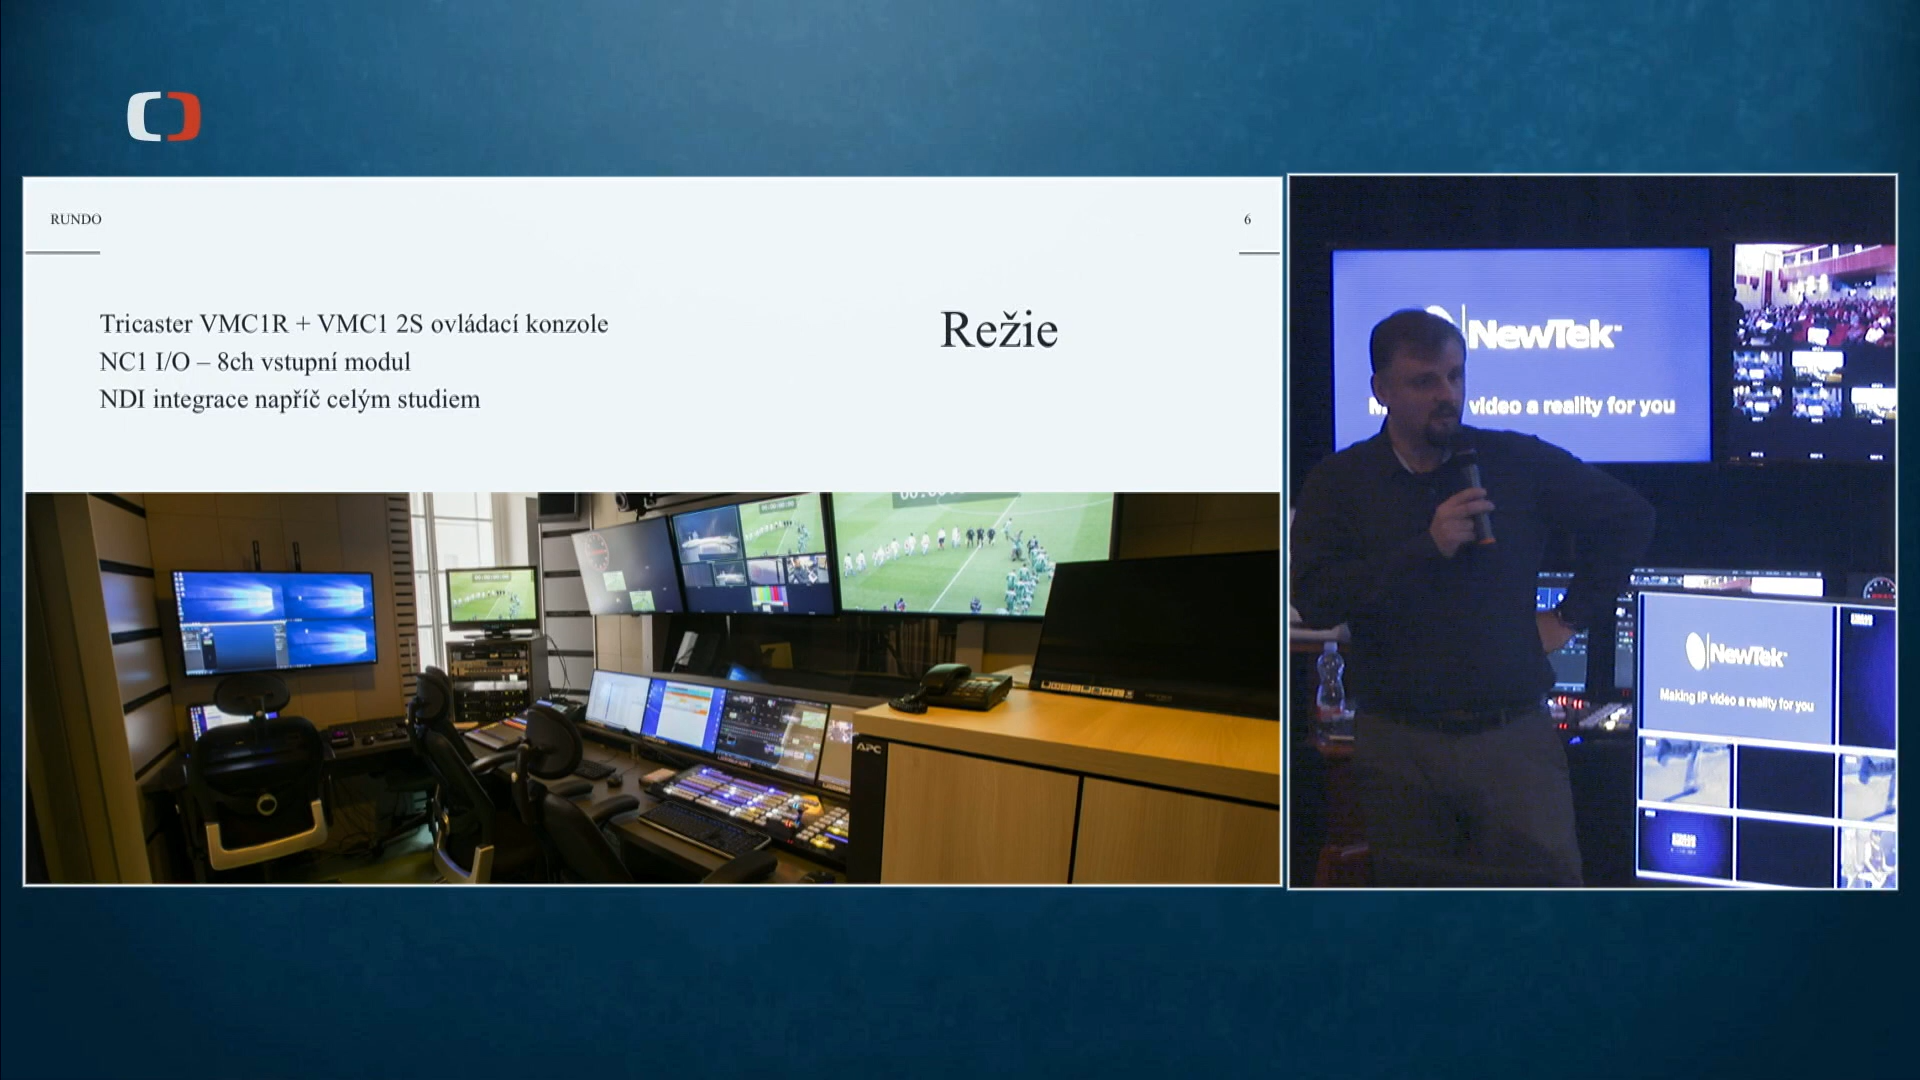 RUNDO
6
Tricaster VMC1R + VMC1 2S ovládací konzole
NC1 I/O – 8ch vstupní modul
NDI integrace napříč celým studiem
Režie
APC
NewTek
video a reality for you
NewTek
Making IP video a reality for you